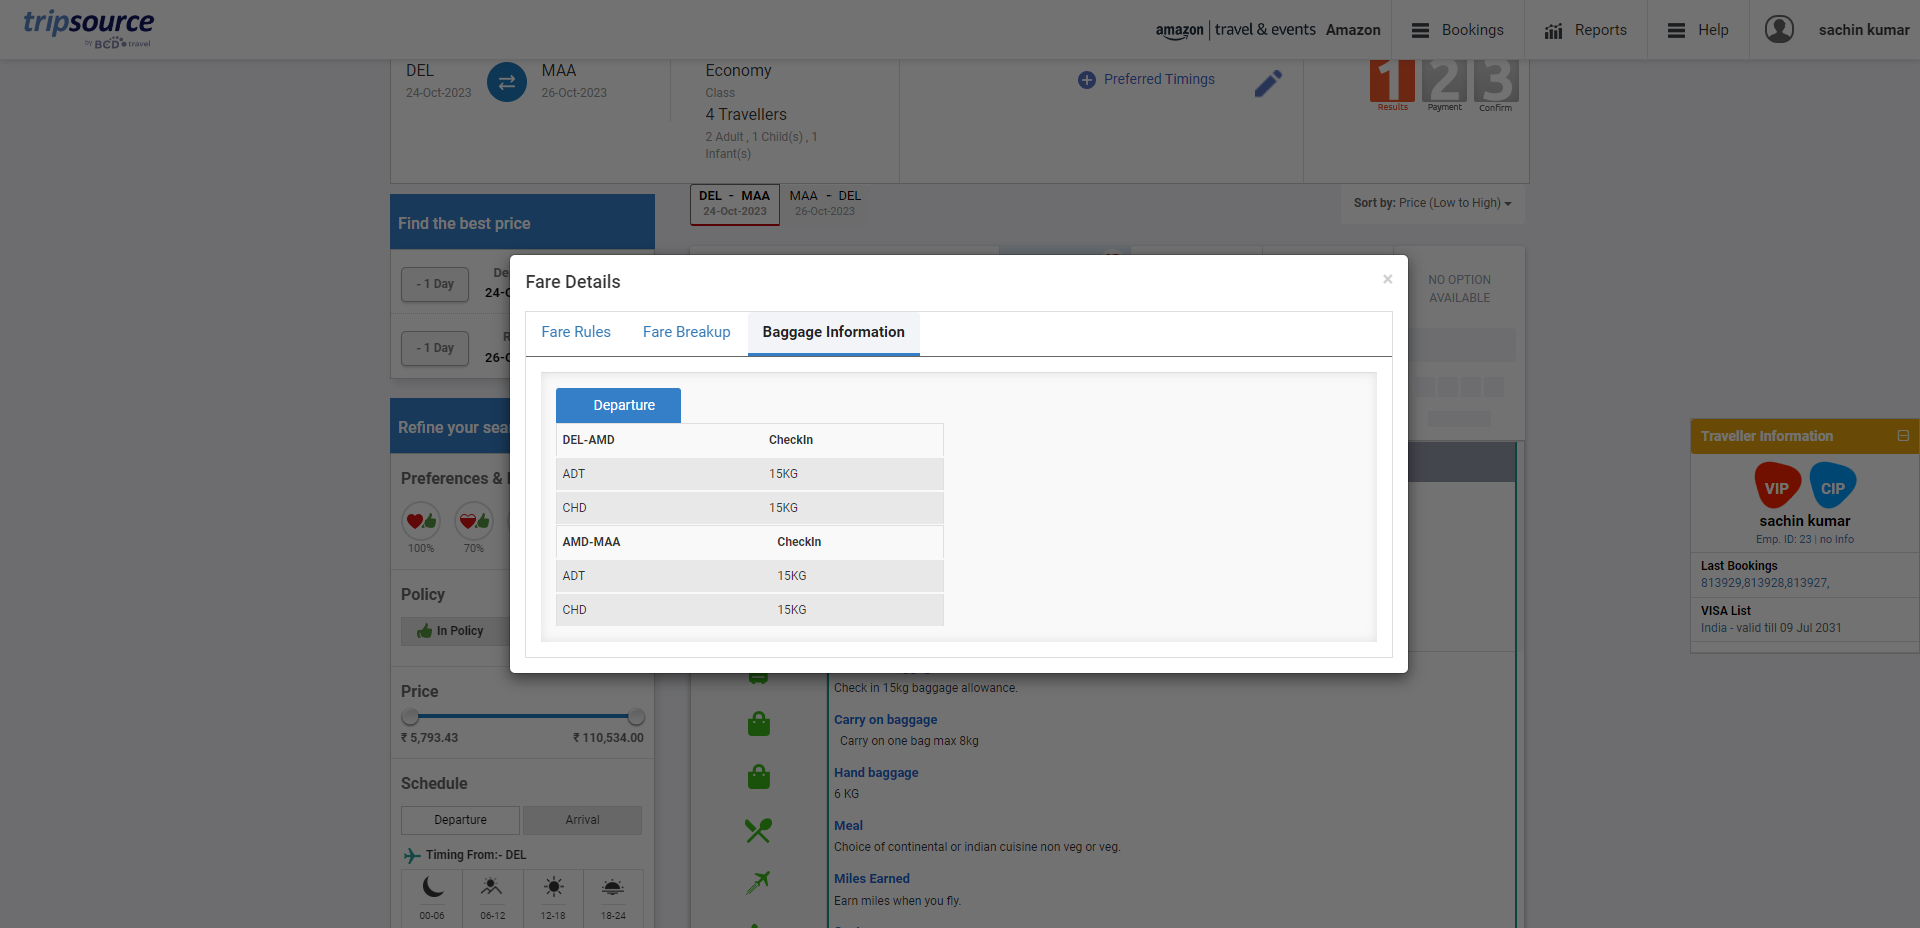 tripsource
by BCD travel
amazon | travel & events Amazon
Bookings
Reports
Help
sachin kumar
DEL
24-Oct-2023
MAA
26-Oct-2023
Economy
Class
4 Travellers
2 Adult , 1 Child(s) , 1
Infant(s)
Preferred Timings
1 2 3
Results Payment Confirm
Find the best price
- 1 Day
24-O
- 1 Day
26-O
DEL - MAA
24-Oct-2023
MAA - DEL
26-Oct-2023
Sort by: Price (Low to High)
NO OPTION
AVAILABLE
Fare Details
×
Fare Rules
Fare Breakup
Baggage Information
Departure
DEL-AMD CheckIn
ADT 15KG
CHD 15KG
AMD-MAA CheckIn
ADT 15KG
CHD 15KG
Refine your sea
Preferences &
100%
70%
Policy
In Policy
Price
₹ 5,793.43
₹ 110,534.00
Schedule
Departure
Arrival
Timing From:- DEL
00-06
06-12
12-18
18-24
Check in 15kg baggage allowance.
Carry on baggage
Carry on one bag max 8kg
Hand baggage
6 KG
Meal
Choice of continental or indian cuisine non veg or veg.
Miles Earned
Earn miles when you fly.
Traveller Information
VIP
CIP
sachin kumar
Emp. ID: 23 | no Info
Last Bookings
813929,813928,813927,
VISA List
India - valid till 09 Jul 2031